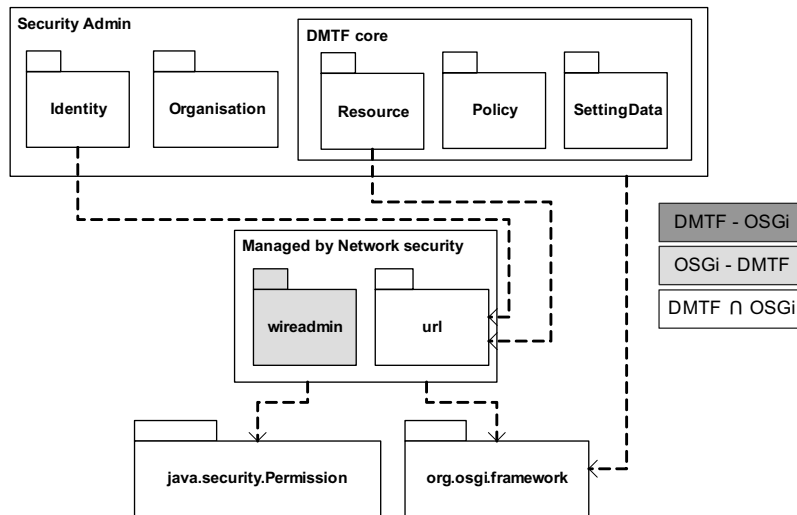 Security Admin
DMTF core
Identity
Organisation
Resource
Policy
SettingData
DMTF - OSGi
OSGi - DMTF
DMTF ∩ OSGi
Managed by Network security
wireadmin
url
java.security.Permission
org.osgi.framework